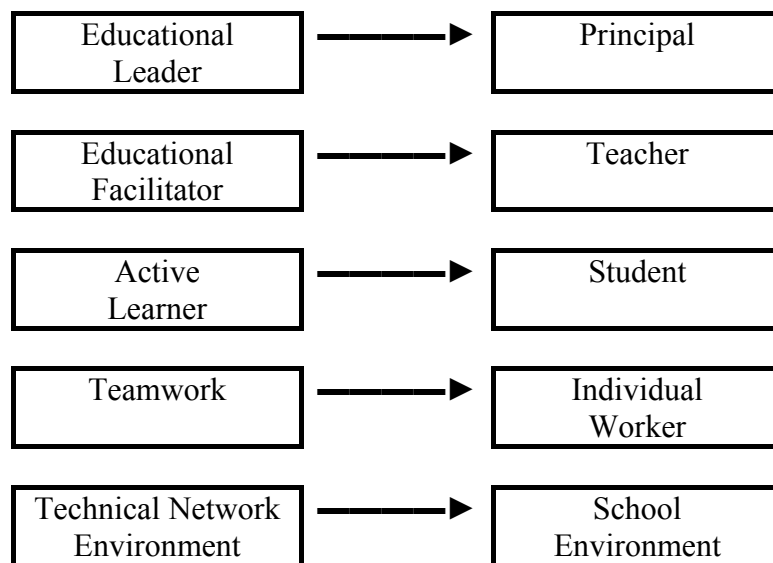 Educational
Leader
Principal
Educational
Facilitator
Teacher
Active
Learner
Student
Teamwork
Individual
Worker
Technical Network
Environment
School
Environment